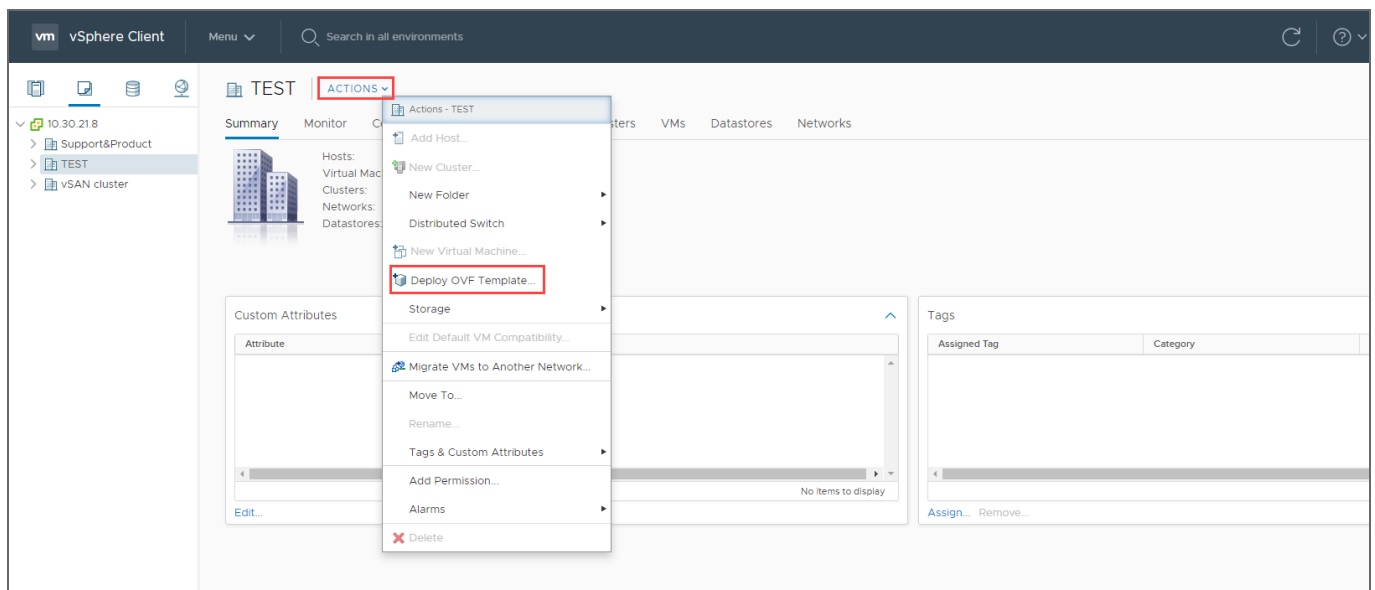 vm vSphere Client Menu Search in all environments
TEST ACTIONS
Actions - TEST
10.30.21.8
Summary Monitor C sters VMs Datastores Networks
Support&Product
TEST
vSAN cluster
Hosts:
Virtual Mac
Clusters:
Networks:
Datastores:
Add Host...
New Cluster...
New Folder
Distributed Switch
New Virtual Machine...
Deploy OVF Template...
Storage
Edit Default VM Compatibility...
Migrate VMs to Another Network...
Move To...
Rename...
Tags & Custom Attributes
Add Permission...
Alarms
Delete
Custom Attributes
Attribute
No items to display
Edit...
Tags
Assigned Tag Category
Assign... Remove...